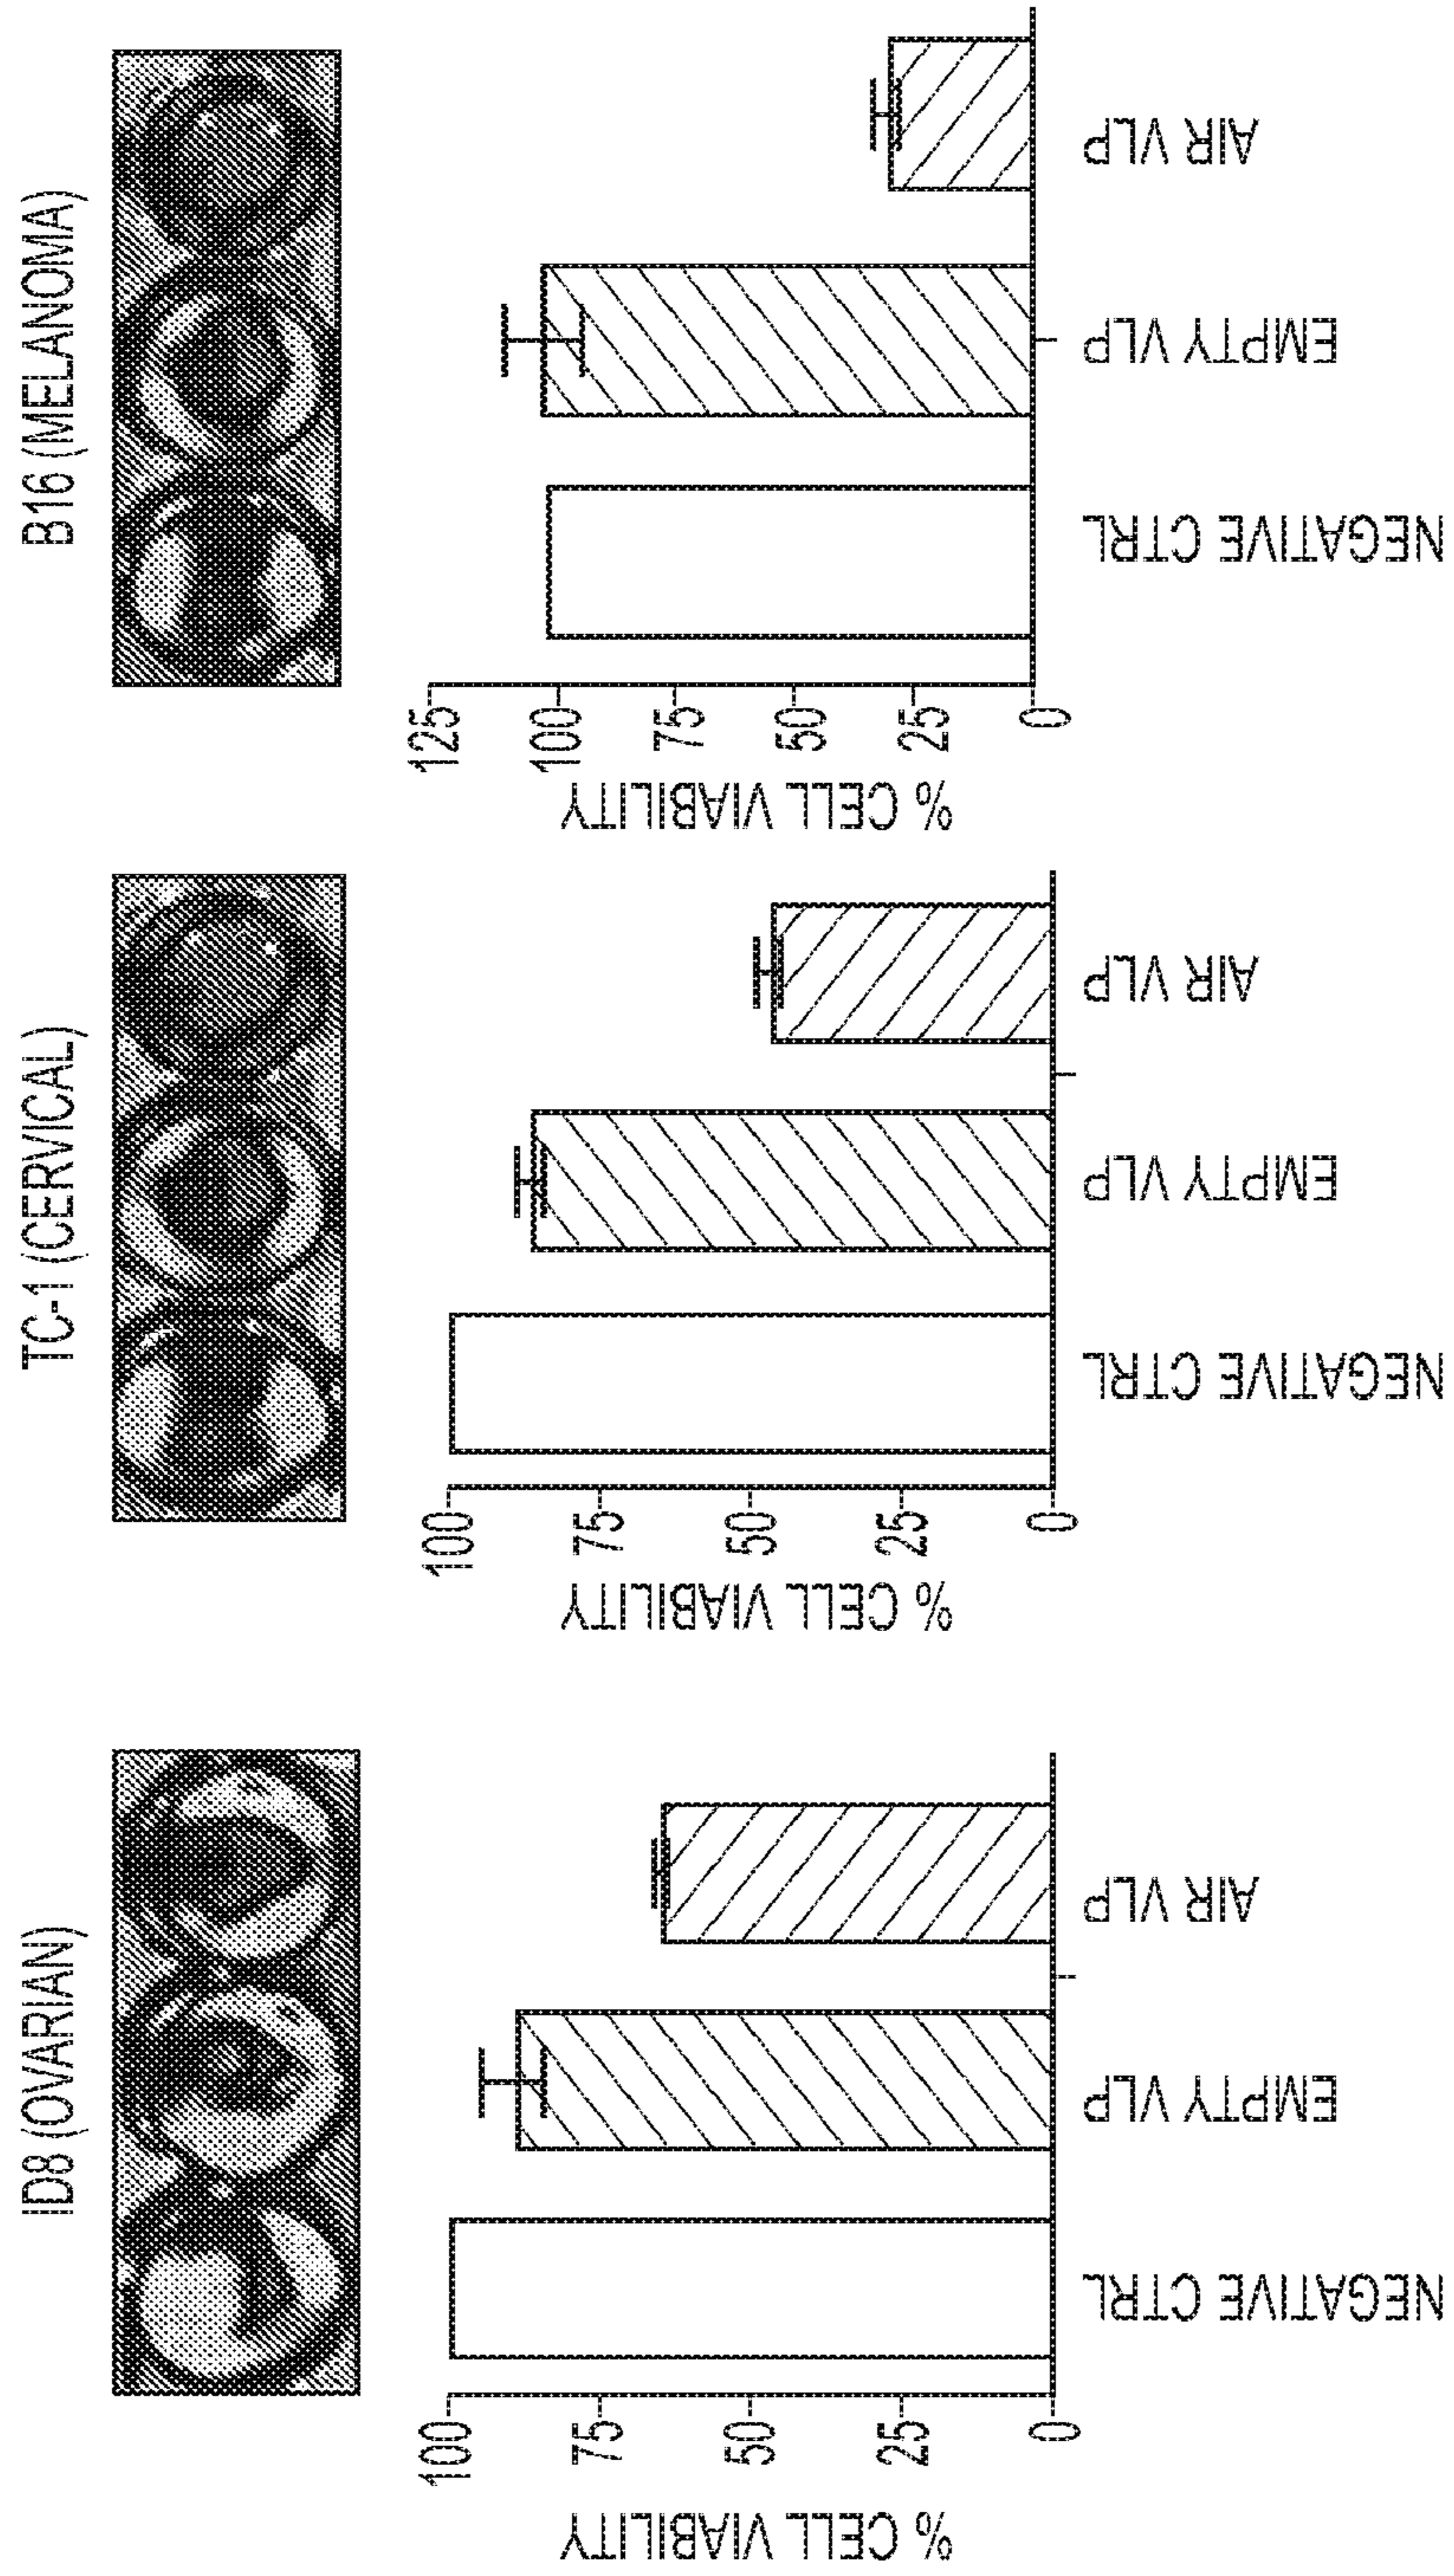 ID8 (OVARIAN)
% CELL VIABILITY
100
75
50
25
0
NEGATIVE CTRL
EMPTY VLP
AIR VLP
TC-1 (CERVICAL)
% CELL VIABILITY
100
75
50
25
0
NEGATIVE CTRL
EMPTY VLP
AIR VLP
B16 (MELANOMA)
% CELL VIABILITY
125
100
75
50
25
0
NEGATIVE CTRL
EMPTY VLP
AIR VLP